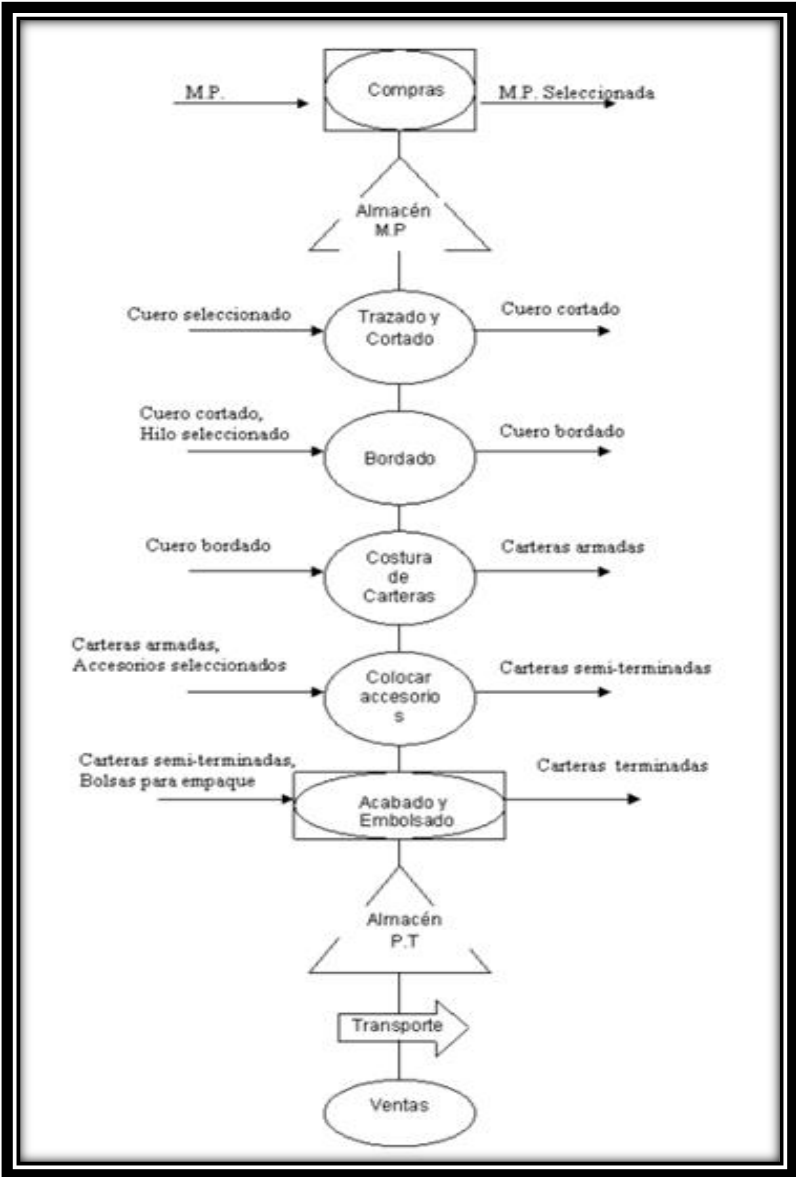 M.P.
Compras
M.P. Seleccionada
Almacén
M.P
Cuero seleccionado
Trazado y
Cortado
Cuero cortado
Cuero cortado,
Hilo seleccionado
Bordado
Cuero bordado
Cuero bordado
Costura
de
Carteras
Carteras armadas
Carteras armadas,
Accesorios seleccionados
Colocar
accesorio
s
Carteras semi-terminadas
Carteras semi-terminadas,
Bolsas para empaque
Acabado y
Embolsado
Carteras terminadas
Almacén
P.T
Transporte
Ventas